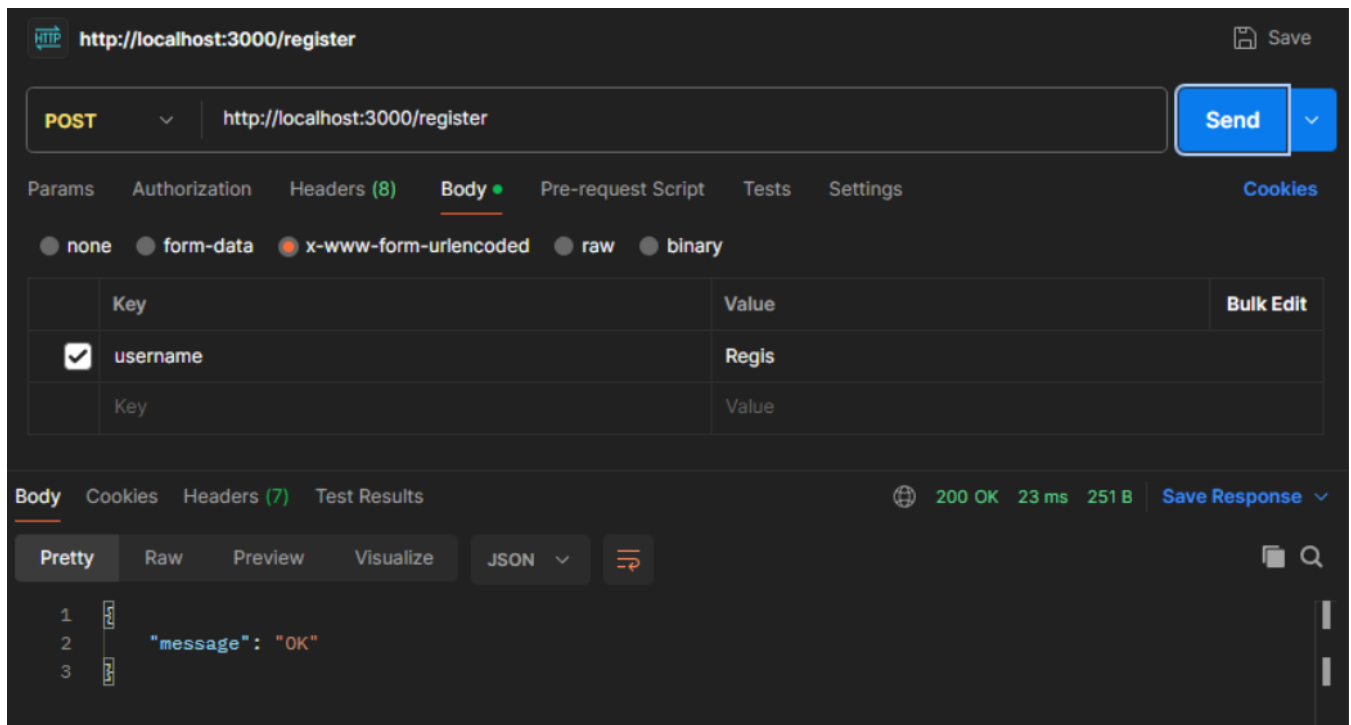 HTTP http://localhost:3000/register Save
POST http://localhost:3000/register Send
Params Authorization Headers (8) Body Pre-request Script Tests Settings Cookies
none form-data x-www-form-urlencoded raw binary
Key Value Bulk Edit
username Regis
Key Value
Body Cookies Headers (7) Test Results 200 OK 23 ms 251 B Save Response
Pretty Raw Preview Visualize JSON
1 {
2 "message": "OK"
3 }